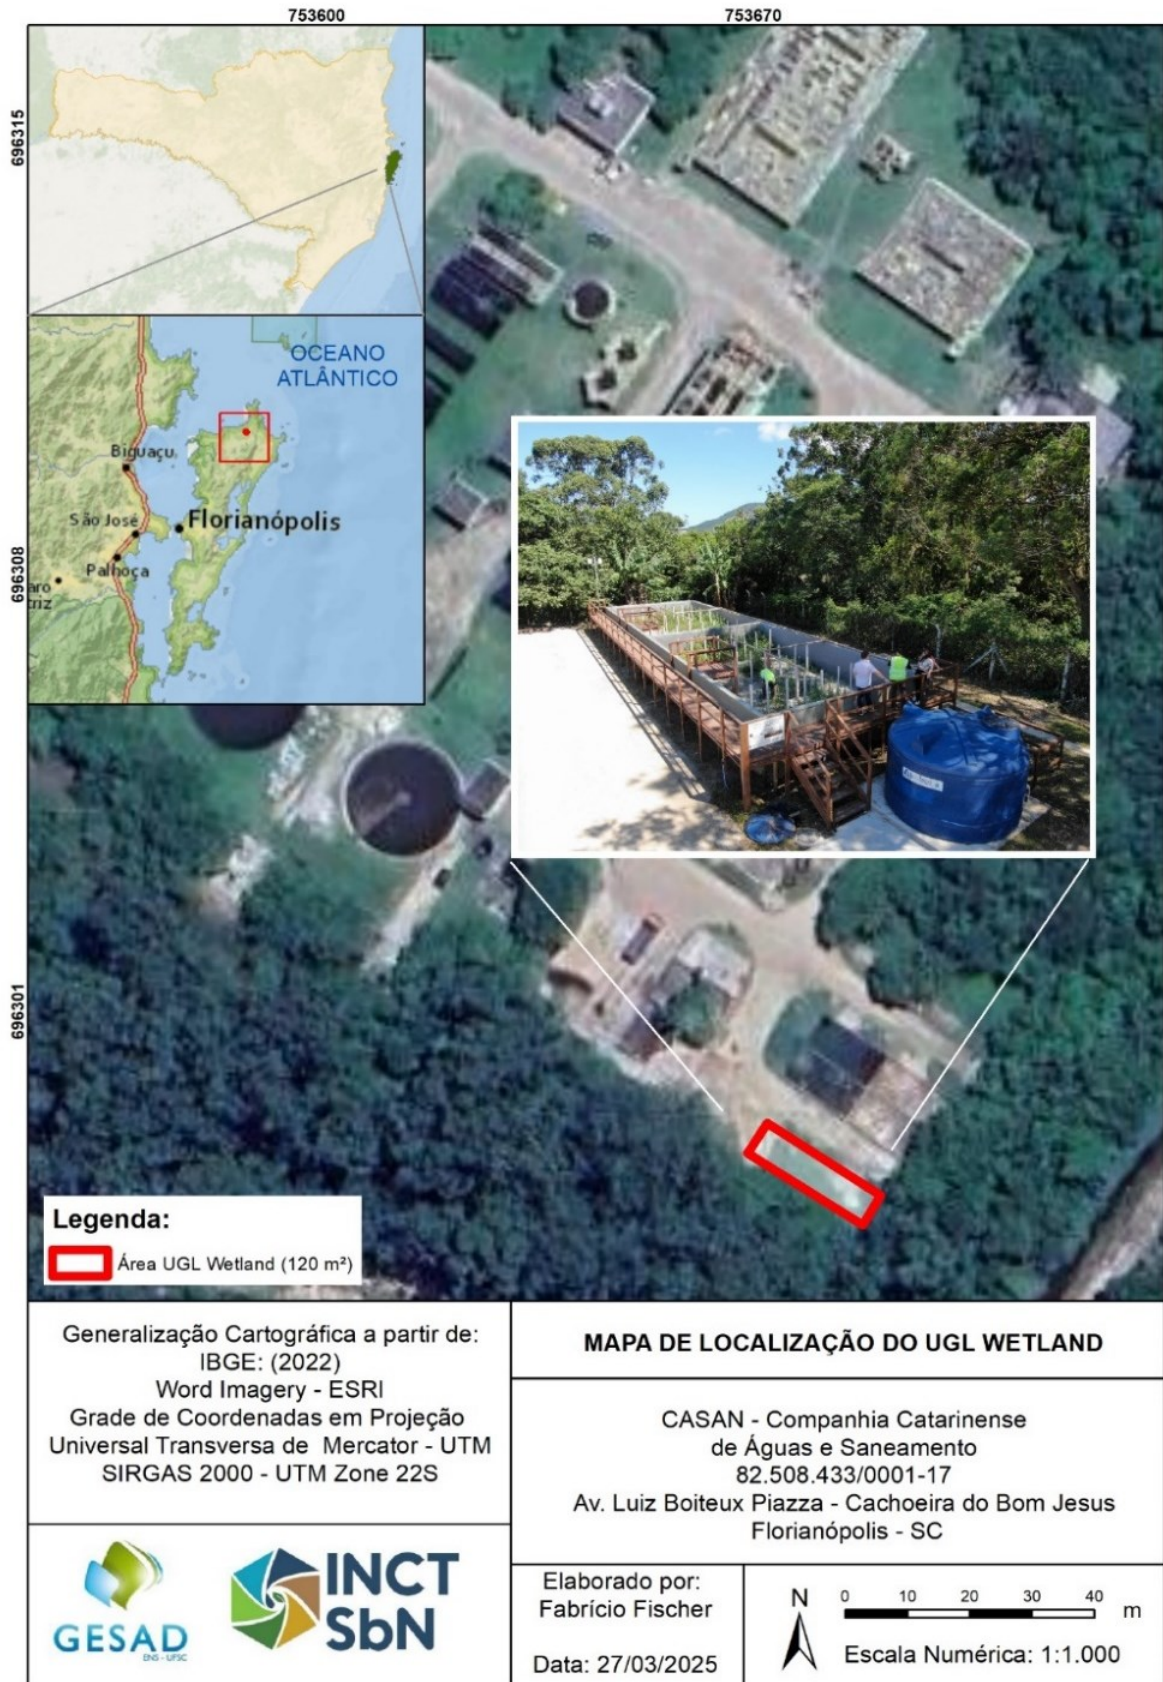 753600
753670
696315
696308
696301
OCEANO
ATLÂNTICO
Biguaçu
São José
Florianópolis
Palhoça
aro
triz
Legenda:
Área UGL Wetland (120 m²)
Generalização Cartográfica a partir de:
IBGE: (2022)
Word Imagery - ESRI
Grade de Coordenadas em Projeção
Universal Transversa de Mercator - UTM
SIRGAS 2000 - UTM Zone 22S
MAPA DE LOCALIZAÇÃO DO UGL WETLAND
CASAN - Companhia Catarinense
de Águas e Saneamento
82.508.433/0001-17
Av. Luiz Boiteux Piazza - Cachoeira do Bom Jesus
Florianópolis - SC
GESAD
ENS - UFSC
INCT
SbN
Elaborado por:
Fabrício Fischer
Data: 27/03/2025
N
0 10 20 30 40 m
Escala Numérica: 1:1.000